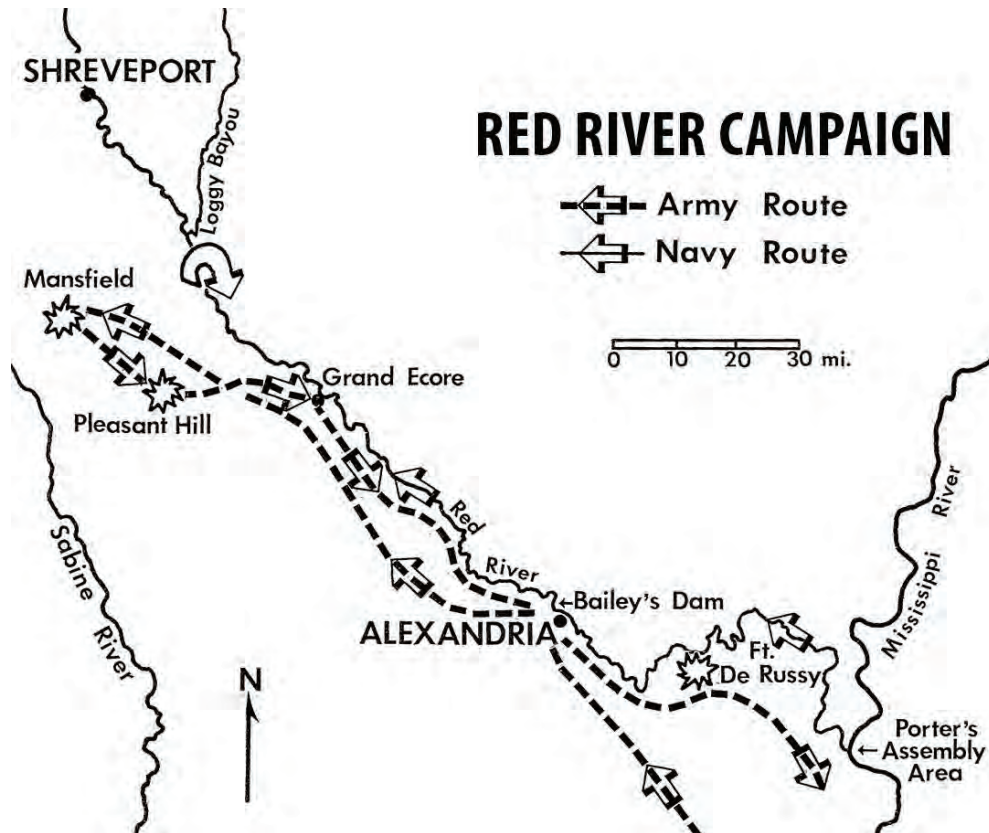 SHREVEPORT
Loggy Bayou
RED RIVER CAMPAIGN
Army Route
Navy Route
0 10 20 30 mi.
Mansfield
Grand Ecore
Pleasant Hill
Red
River
Sabine
River
Mississippi
River
←Bailey's Dam
ALEXANDRIA
Ft.
De Russy
N
Porter's
←Assembly
Area